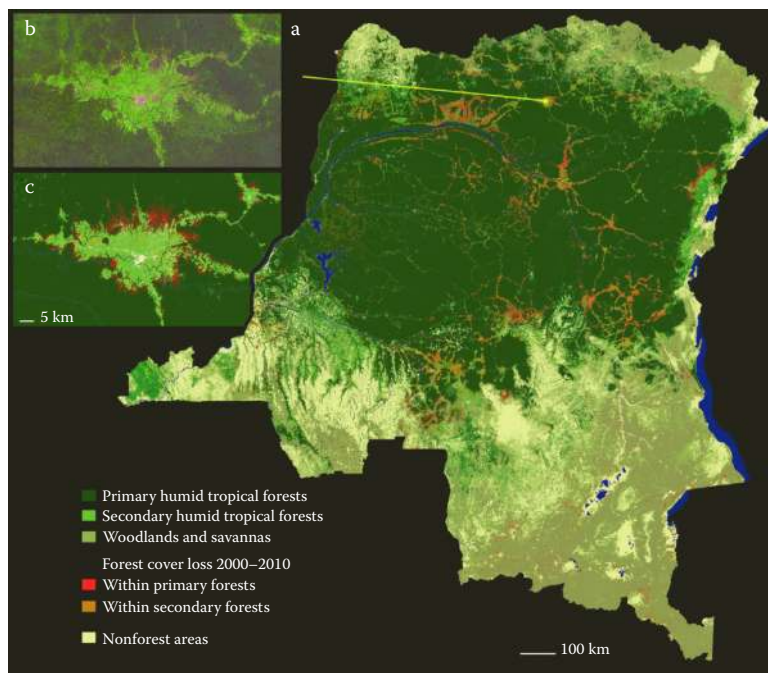 b
a
c
5 km
Primary humid tropical forests
Secondary humid tropical forests
Woodlands and savannas
Forest cover loss 2000–2010
Within primary forests
Within secondary forests
Nonforest areas
100 km